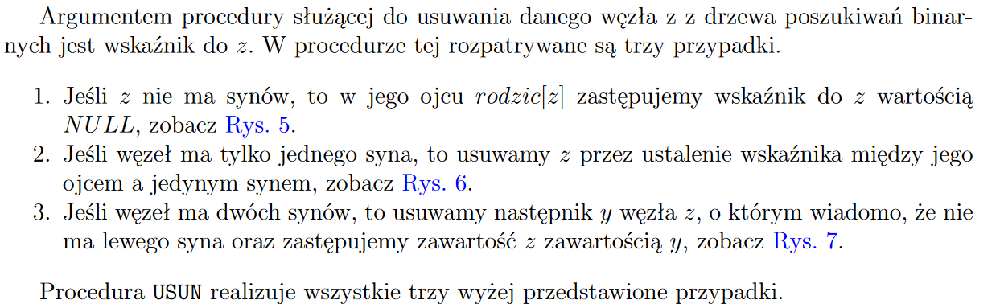 Argumentem procedury służącej do usuwania danego węzła z z drzewa poszukiwań binar-
nych jest wskaźnik do z. W procedurze tej rozpatrywane są trzy przypadki.
1. Jeśli z nie ma synów, to w jego ojcu rodzic[z] zastępujemy wskaźnik do z wartością
NULL, zobacz Rys. 5.
2. Jeśli węzeł ma tylko jednego syna, to usuwamy z przez ustalenie wskaźnika między jego
ojcem a jedynym synem, zobacz Rys. 6.
3. Jeśli węzeł ma dwóch synów, to usuwamy następnik y węzła z, o którym wiadomo, że nie
ma lewego syna oraz zastępujemy zawartość z zawartością y, zobacz Rys. 7.
Procedura USUN realizuje wszystkie trzy wyżej przedstawione przypadki.